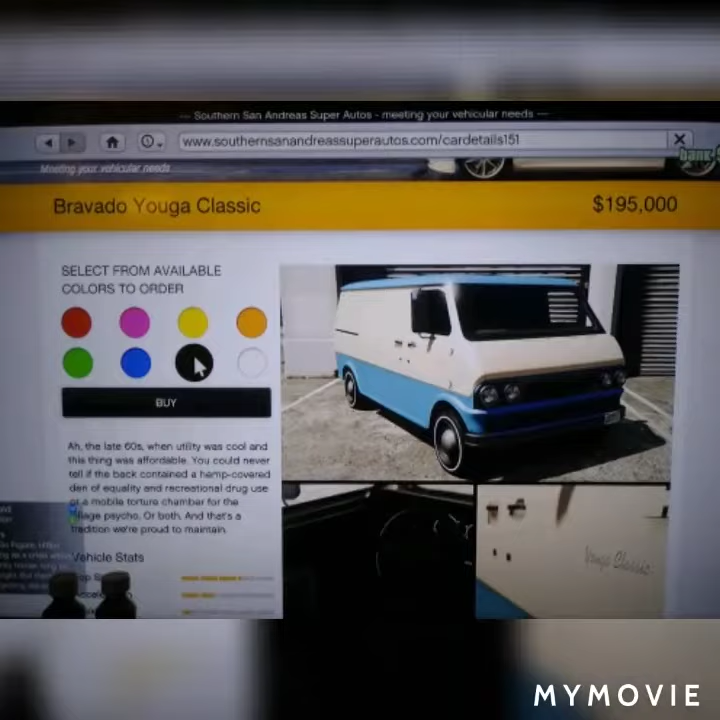 — Southern San Andreas Super Autos - meeting your vehicular needs —
www.southernsanandreassuperautos.com/cardetails151
Meeting your vehicular needs
Bravado Youga Classic
$195,000
SELECT FROM AVAILABLE
COLORS TO ORDER
BUY
Ah, the late 60s, when utility was cool and
this thing was affordable. You could never
tell if the back contained a hemp-covered
den of equality and recreational drug use
or a mobile torture chamber for the
village psycho. Or both. And that's a
tradition we're proud to maintain.
Vehicle Stats
Youga Classic
MYMOVIE